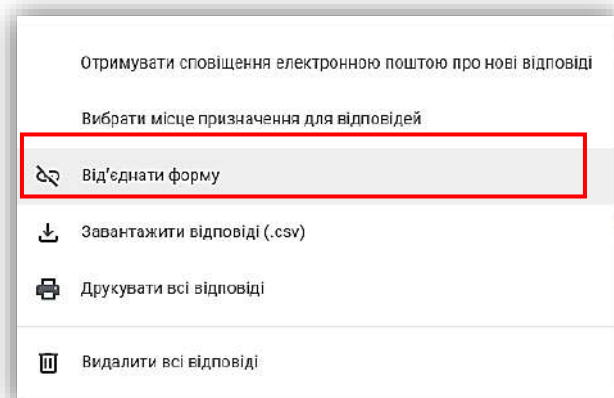 Отримувати сповіщення електронною поштою про нові відповіді
Вибрати місце призначення для відповідей
Від'єднати форму
Завантажити відповіді (.csv)
Друкувати всі відповіді
Видалити всі відповіді